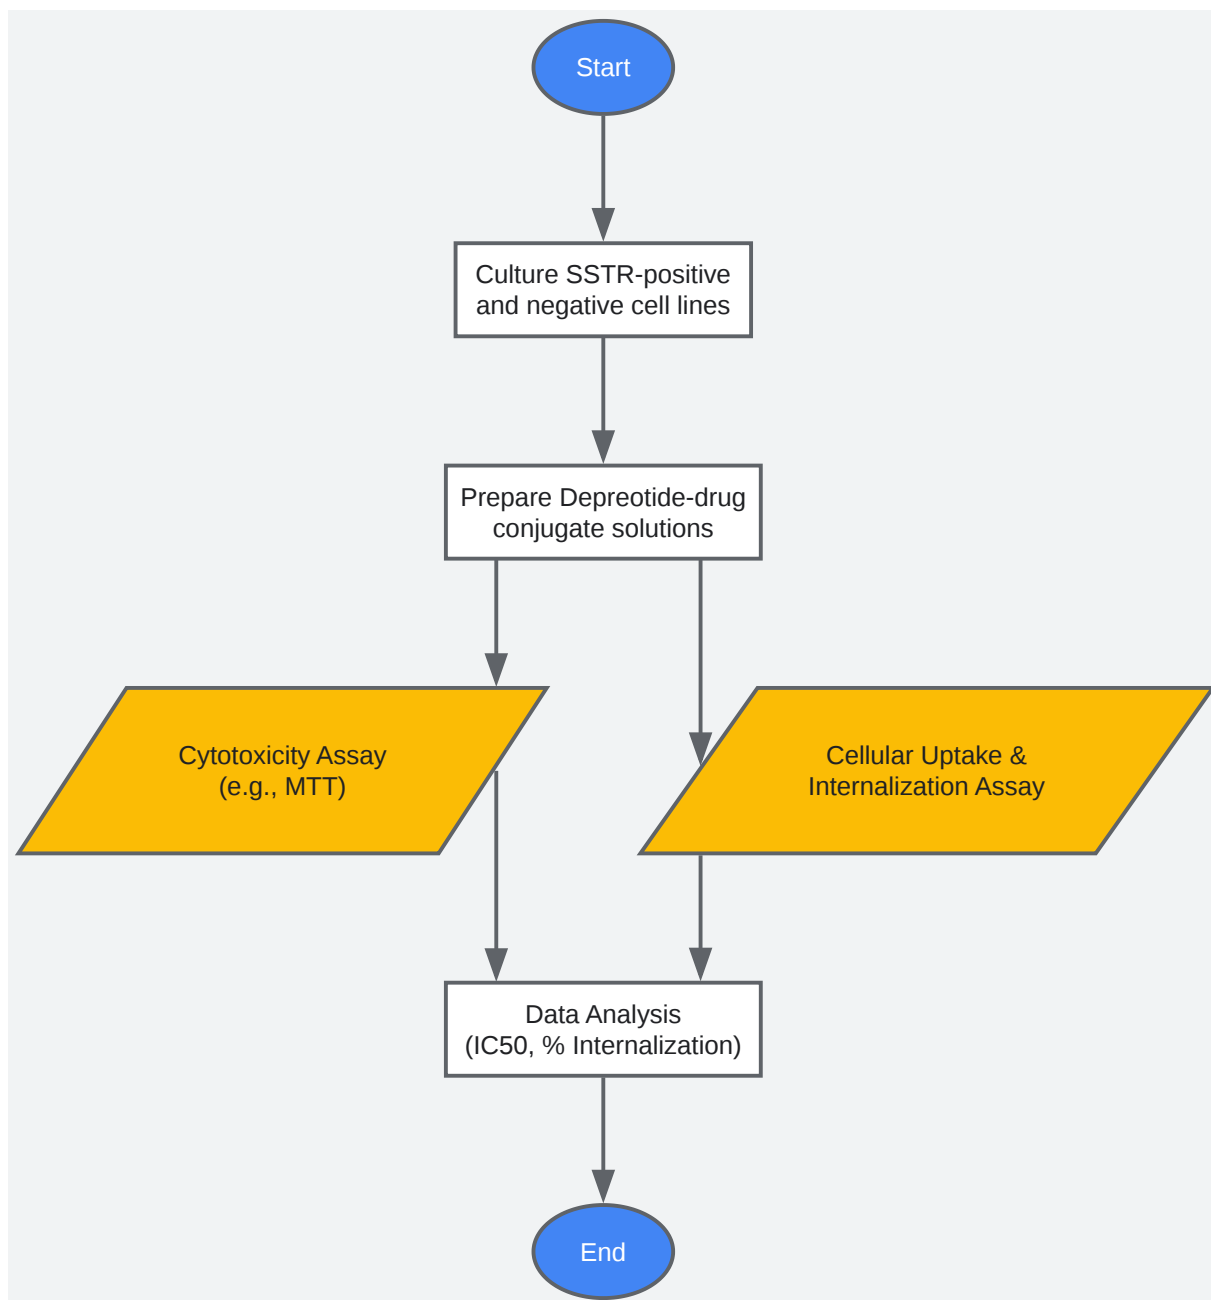 Start
Culture SSTR-positive
and negative cell lines
Prepare Depreotide-drug
conjugate solutions
Cytotoxicity Assay
(e.g., MTT)
Cellular Uptake &
Internalization Assay
Data Analysis
(IC50, % Internalization)
End